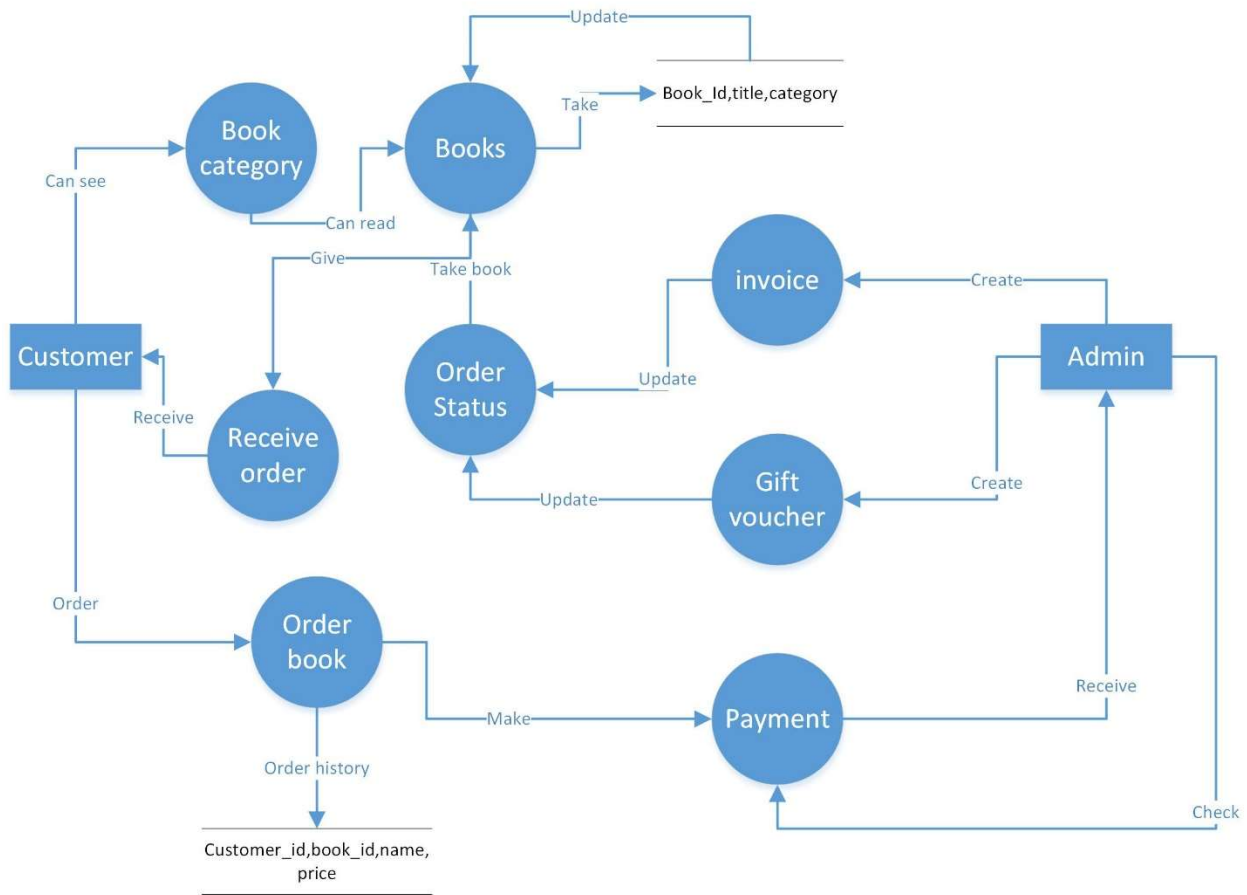 Update
Book_Id,title,category
Take
Book
category
Books
Can see
Can read
Give
Take book
invoice
Create
Customer
Admin
Order
Status
Update
Receive
Receive
order
Gift
voucher
Create
Update
Order
Order
book
Receive
Make
Payment
Order history
Check
Customer_id,book_id,name,
price